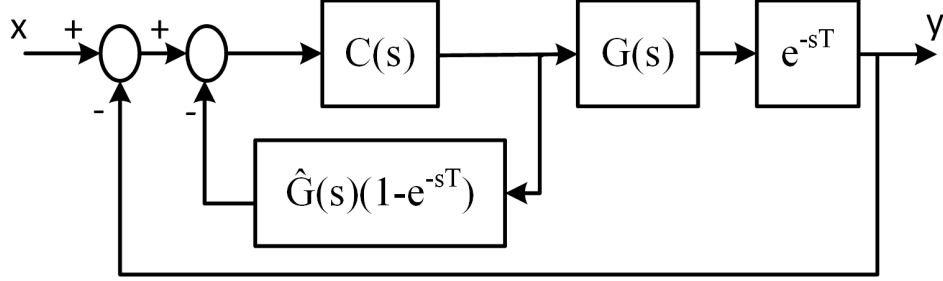 x + + C(s) G(s) e^-sT y
- -
Ĝ(s)(1-e^-sT)